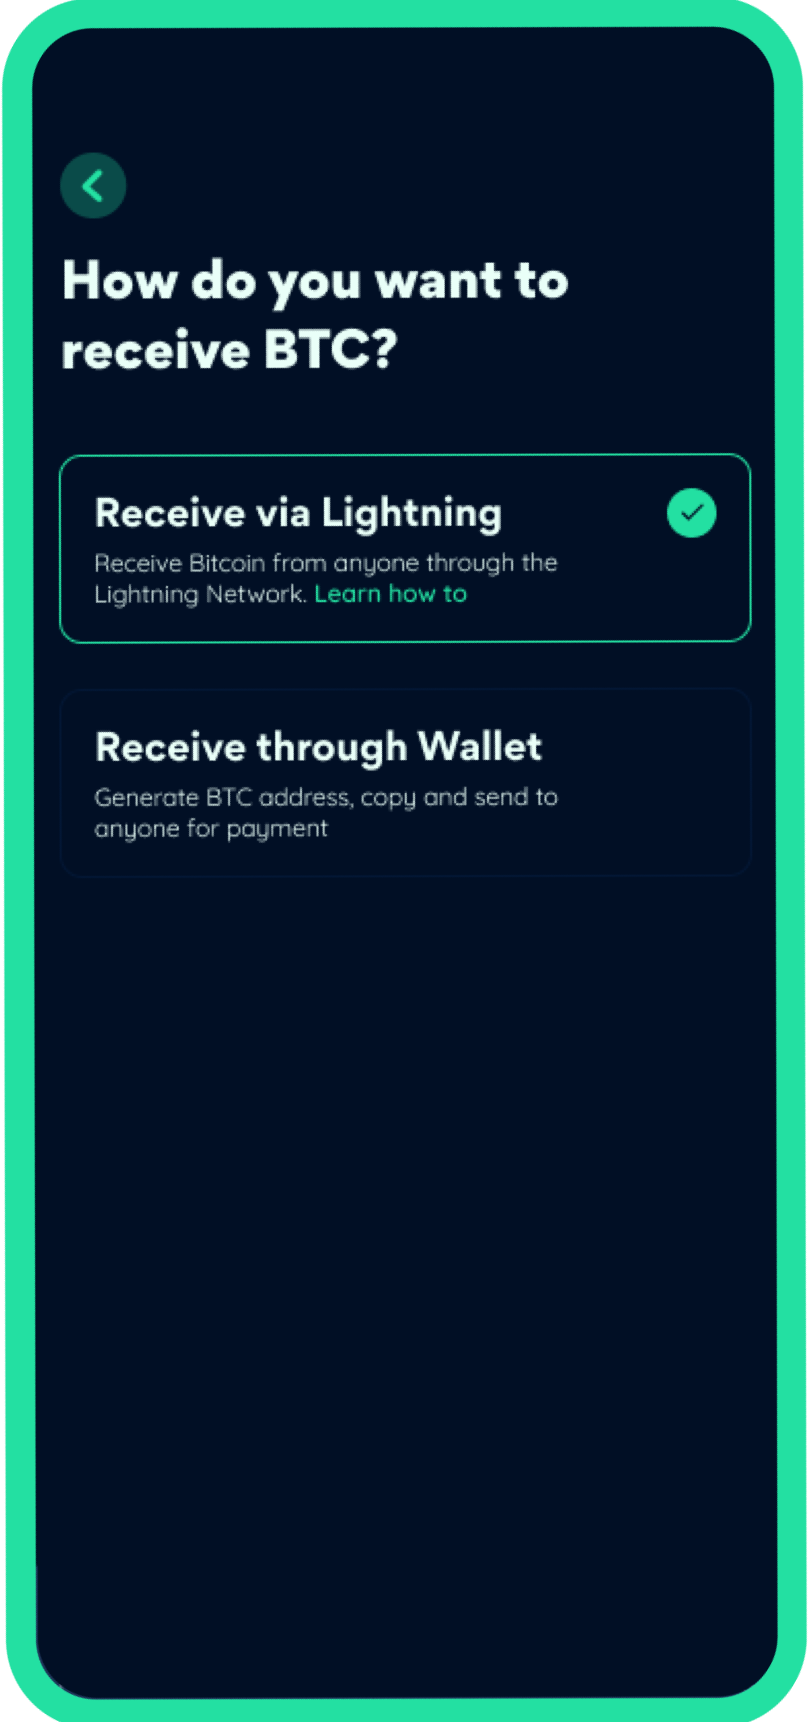 How do you want to
receive BTC?
Receive via Lightning
Receive Bitcoin from anyone through the
Lightning Network. Learn how to
Receive through Wallet
Generate BTC address, copy and send to
anyone for payment